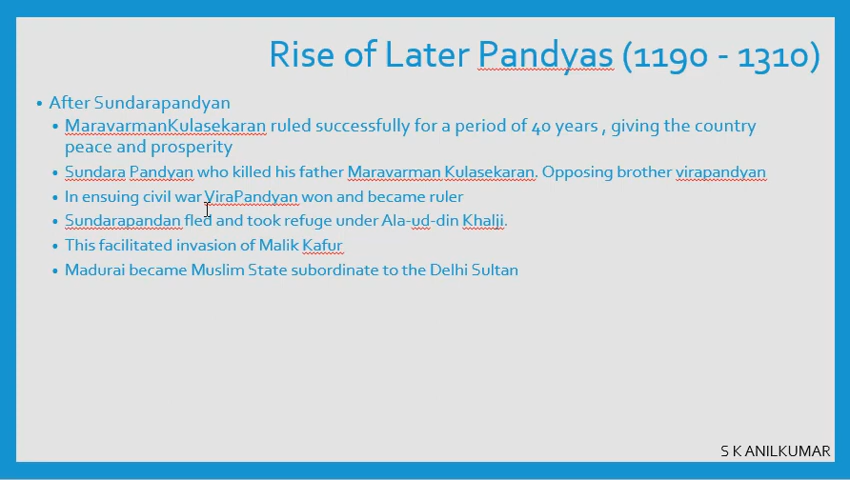 Rise of Later Pandyas (1190 - 1310)
• After Sundarapandyan
• MaravarmanKulasekaran ruled successfully for a period of 40 years , giving the country
peace and prosperity
• Sundara Pandyan who killed his father Maravarman Kulasekaran. Opposing brother virapandyan
• In ensuing civil war ViraPandyan won and became ruler
• Sundarapandan fled and took refuge under Ala-ud-din Khalji.
• This facilitated invasion of Malik Kafur
• Madurai became Muslim State subordinate to the Delhi Sultan
S K ANILKUMAR